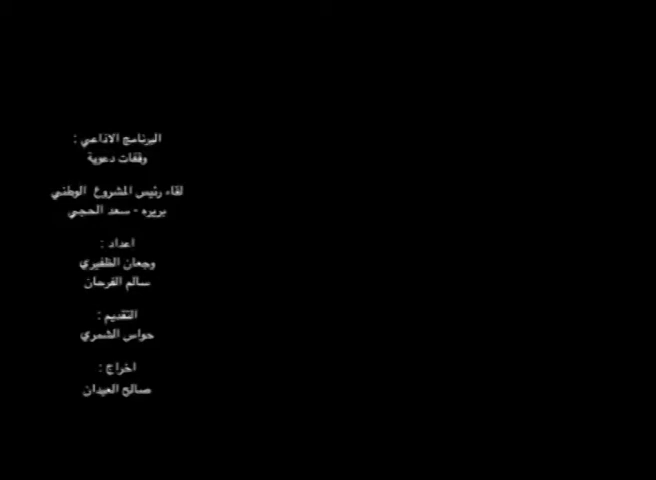 البرنامج الاذاعي :
وقفات دعوية
لقاء رئيس المشروع الوطني
بريره - سعد الحجي
اعداد :
وجعان الظفيري
سالم الفرحان
التقديم :
حواس الشمري
اخراج :
صالح العيدان